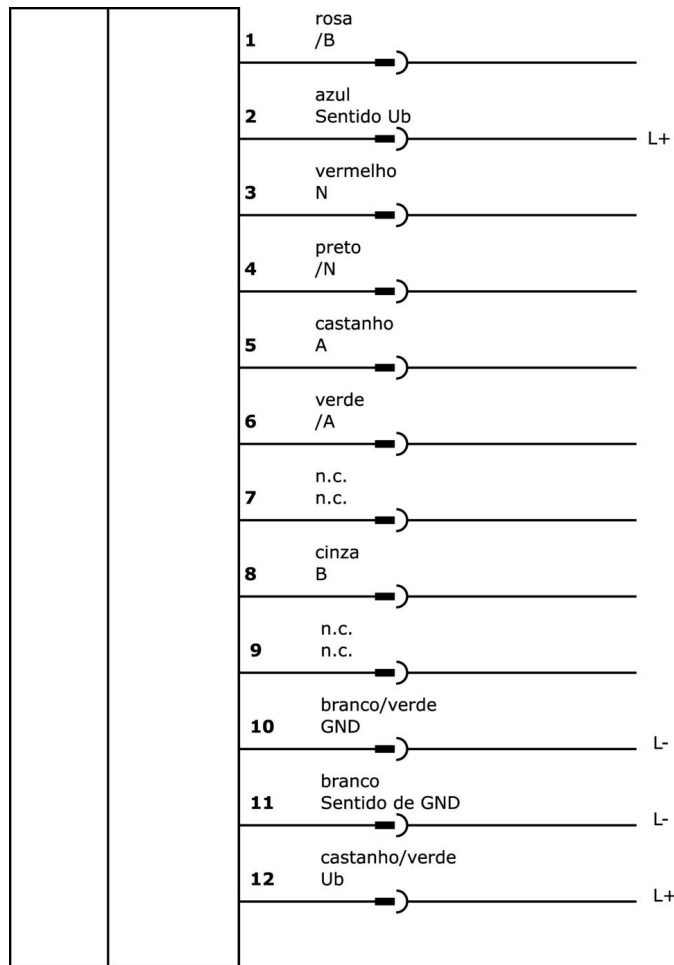 rosa
1 /B
azul
2 Sentido Ub
L+
vermelho
3 N
preto
4 /N
castanho
5 A
verde
6 /A
n.c.
7 n.c.
cinza
8 B
n.c.
9 n.c.
branco/verde
10 GND
L-
branco
11 Sentido de GND
L-
castanho/verde
12 Ub
L+